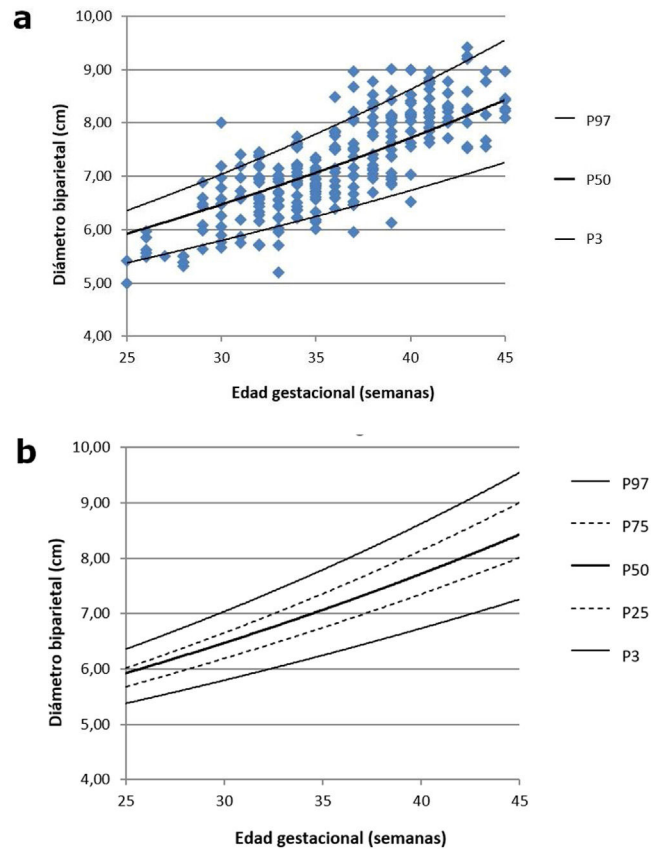 a
10,00
9,00
8,00
7,00
6,00
5,00
4,00
Diámetro biparietal (cm)
25 30 35 40 45
Edad gestacional (semanas)
P97
P50
P3
b
10,00
9,00
8,00
7,00
6,00
5,00
4,00
Diámetro biparietal (cm)
25 30 35 40 45
Edad gestacional (semanas)
P97
P75
P50
P25
P3